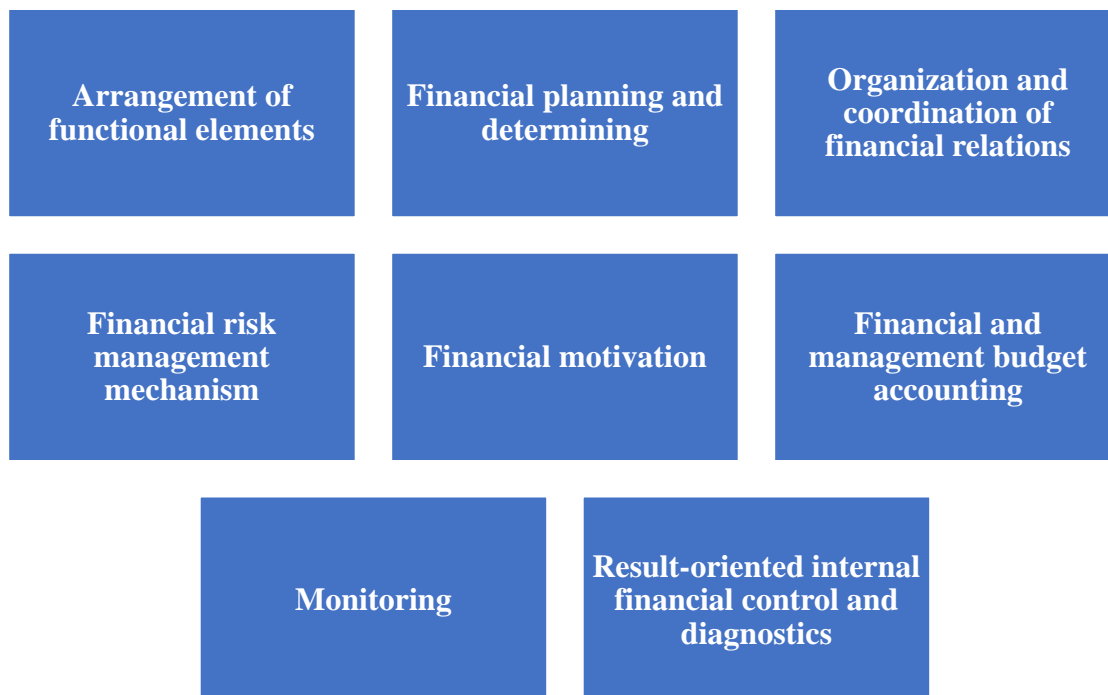 Arrangement of
functional elements
Financial planning and
determining
Organization and
coordination of
financial relations
Financial risk
management
mechanism
Financial motivation
Financial and
management budget
accounting
Monitoring
Result-oriented internal
financial control and
diagnostics